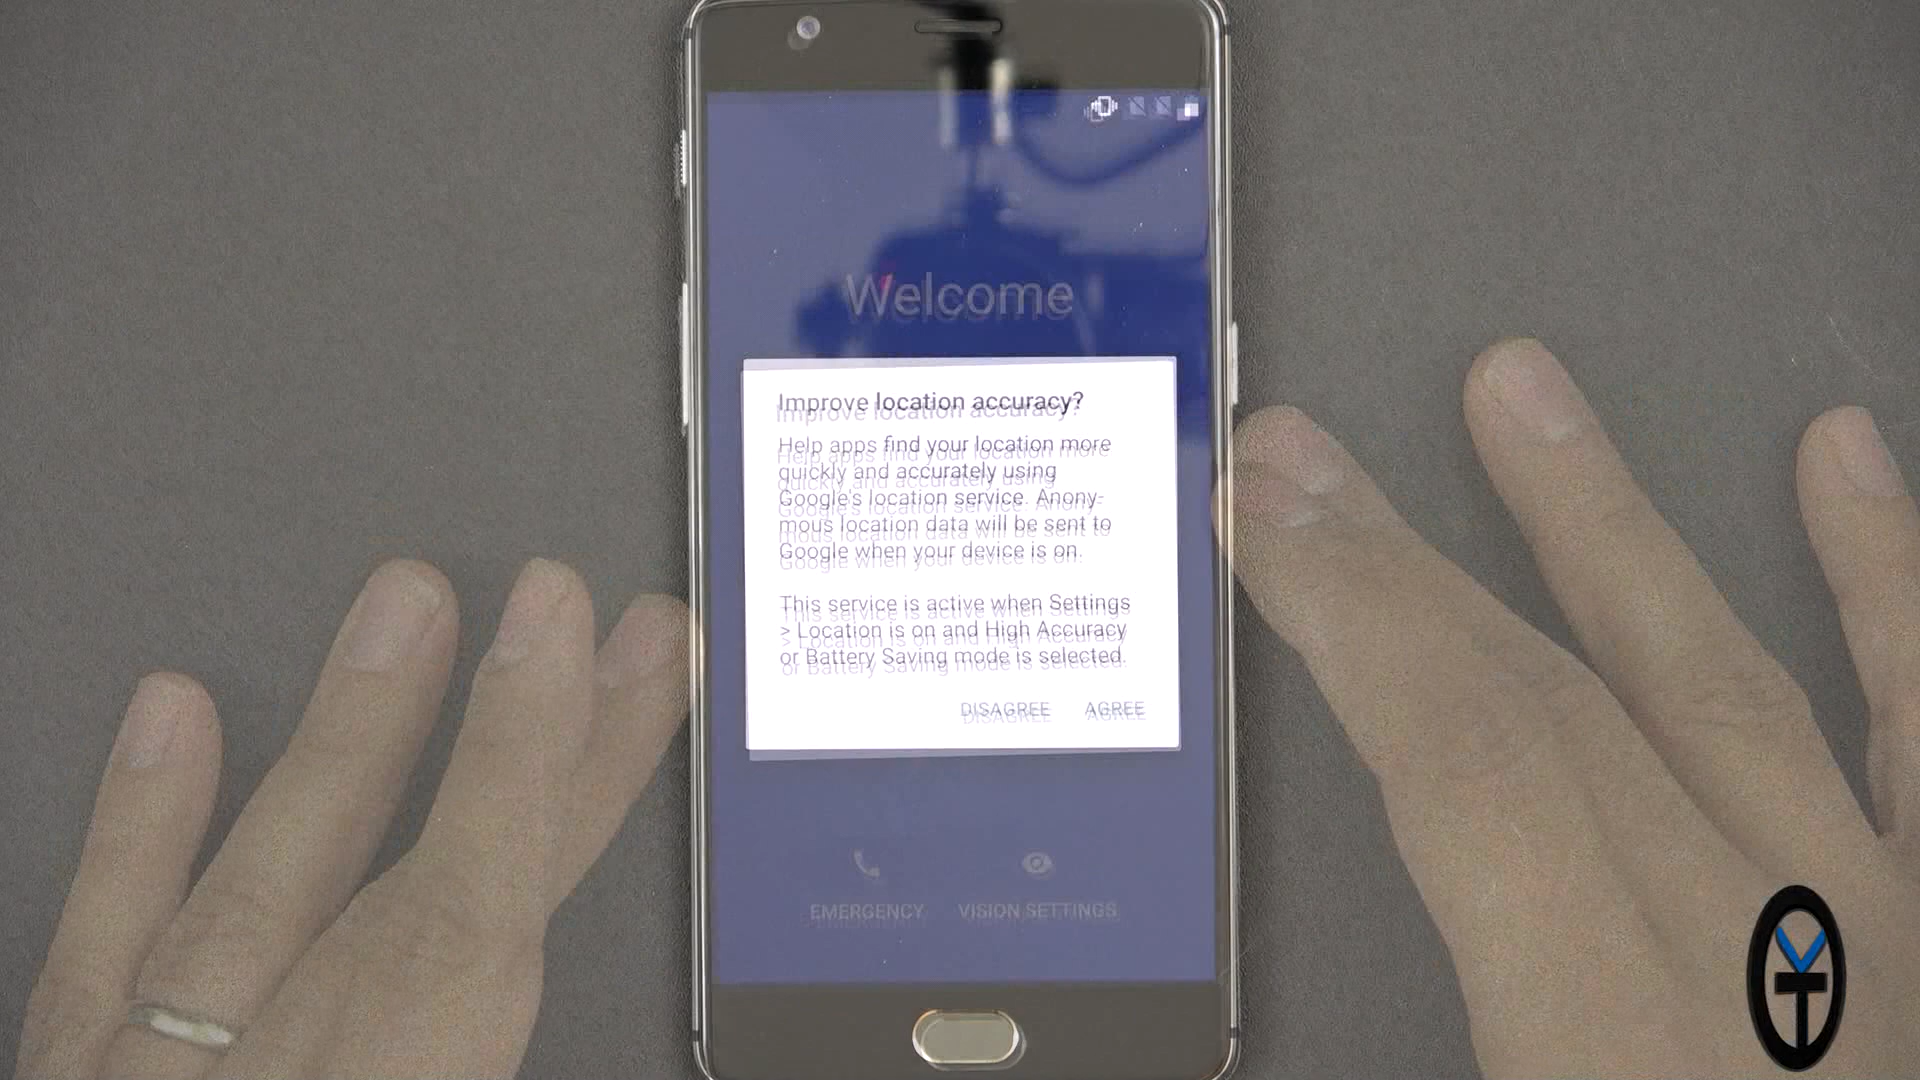 Welcome
Improve location accuracy?
Help apps find your location more
quickly and accurately using
Google's location service. Anony-
mous location data will be sent to
Google when your device is on.
This service is active when Settings
> Location is on and High Accuracy
or Battery Saving mode is selected.
DISAGREE AGREE
EMERGENCY VISION SETTINGS